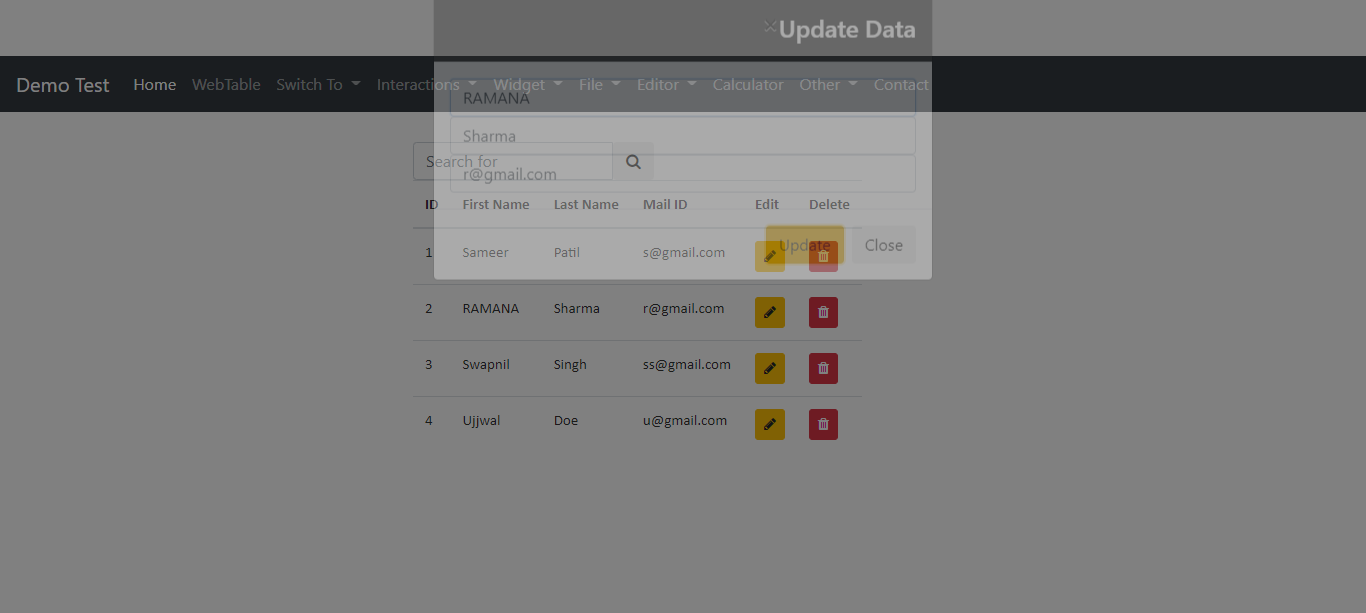 ×Update Data
Demo Test Home WebTable Switch To Interactions Widget File Editor Calculator Other Contact
RAMANA
Sharma
Search for
r@gmail.com
ID First Name Last Name Mail ID Edit Delete
Update Close
1 Sameer Patil s@gmail.com
2 RAMANA Sharma r@gmail.com
3 Swapnil Singh ss@gmail.com
4 Ujjwal Doe u@gmail.com